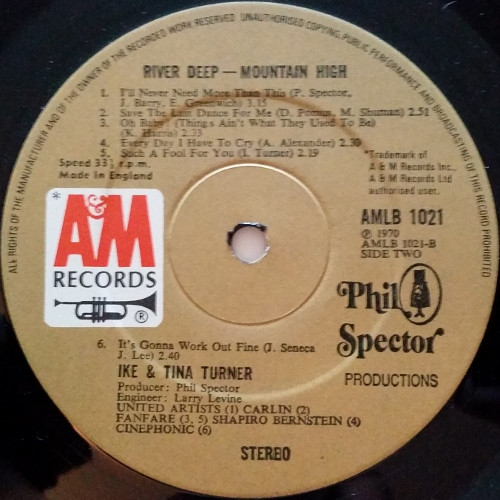 ALL RIGHTS OF THE MANUFACTURER AND OF THE OWNER OF THE RECORDED WORK RESERVED UNAUTHORISED COPYING, PUBLIC PERFORMANCE AND BROADCASTING OF THIS RECORD PROHIBITED
RIVER DEEP — MOUNTAIN HIGH
1. I'll Never Need More Than This (P. Spector,
J. Barry, E. Greenwich) 3.15
2. Save The Last Dance For Me (D. Pomus, M. Shuman) 2.51
3. Oh Baby! (Things Ain't What They Used To Be)
(K. Harris) 2.33
4. Every Day I Have To Cry (A. Alexander) 2.30
5. Such A Fool For You (I. Turner) 2.19
Speed 33⅓ r.p.m.
Made in England
*Trademark of
A & M Records Inc.,
A & M Records Ltd
authorised user.
*
A&M
RECORDS
®
AMLB 1021
Ⓟ 1970
AMLB 1021-B
SIDE TWO
Phil
Spector
PRODUCTIONS
6. It's Gonna Work Out Fine (J. Seneca
J. Lee) 2.40
IKE & TINA TURNER
Producer: Phil Spector
Engineer: Larry Levine
UNITED ARTISTS (1) CARLIN (2)
FANFARE (3, 5) SHAPIRO BERNSTEIN (4)
CINEPHONIC (6)
STEREO